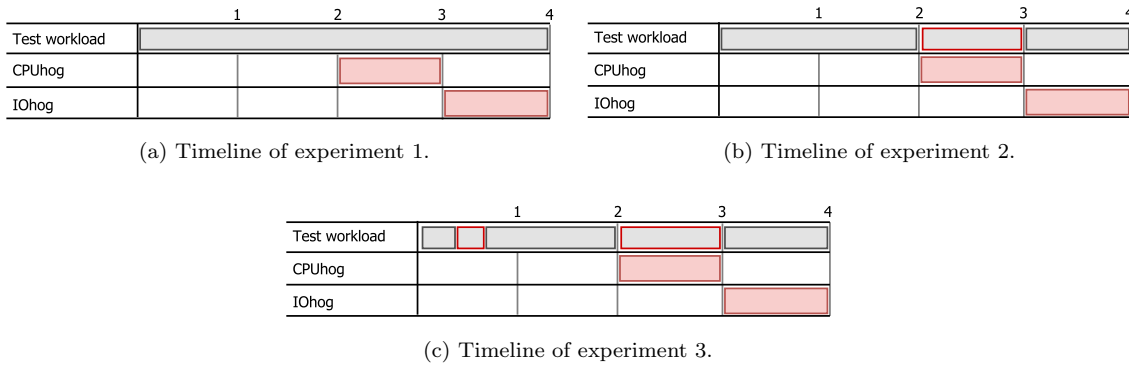 1 2 3 4
Test workload
CPUhog
IOhog
(a) Timeline of experiment 1.
1 2 3 4
Test workload
CPUhog
IOhog
(b) Timeline of experiment 2.
1 2 3 4
Test workload
CPUhog
IOhog
(c) Timeline of experiment 3.